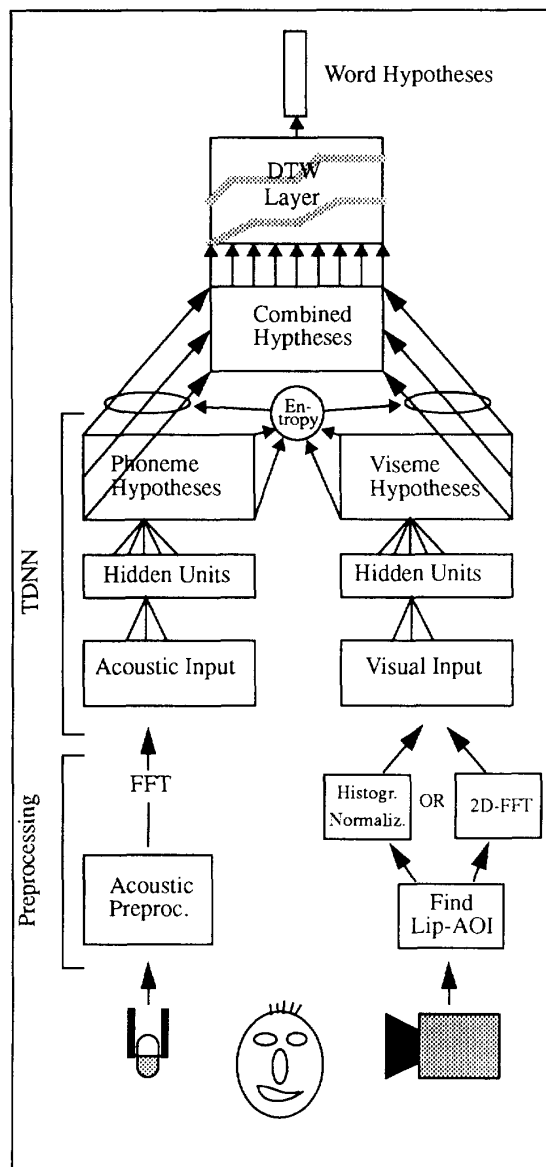 Word Hypotheses
DTW
Layer
Combined
Hyptheses
En-
tropy
Phoneme
Hypotheses
Viseme
Hypotheses
TDNN
Hidden Units
Hidden Units
Acoustic Input
Visual Input
Preprocessing
FFT
Histogr.
Normaliz.
OR
2D-FFT
Acoustic
Preproc.
Find
Lip-AOI